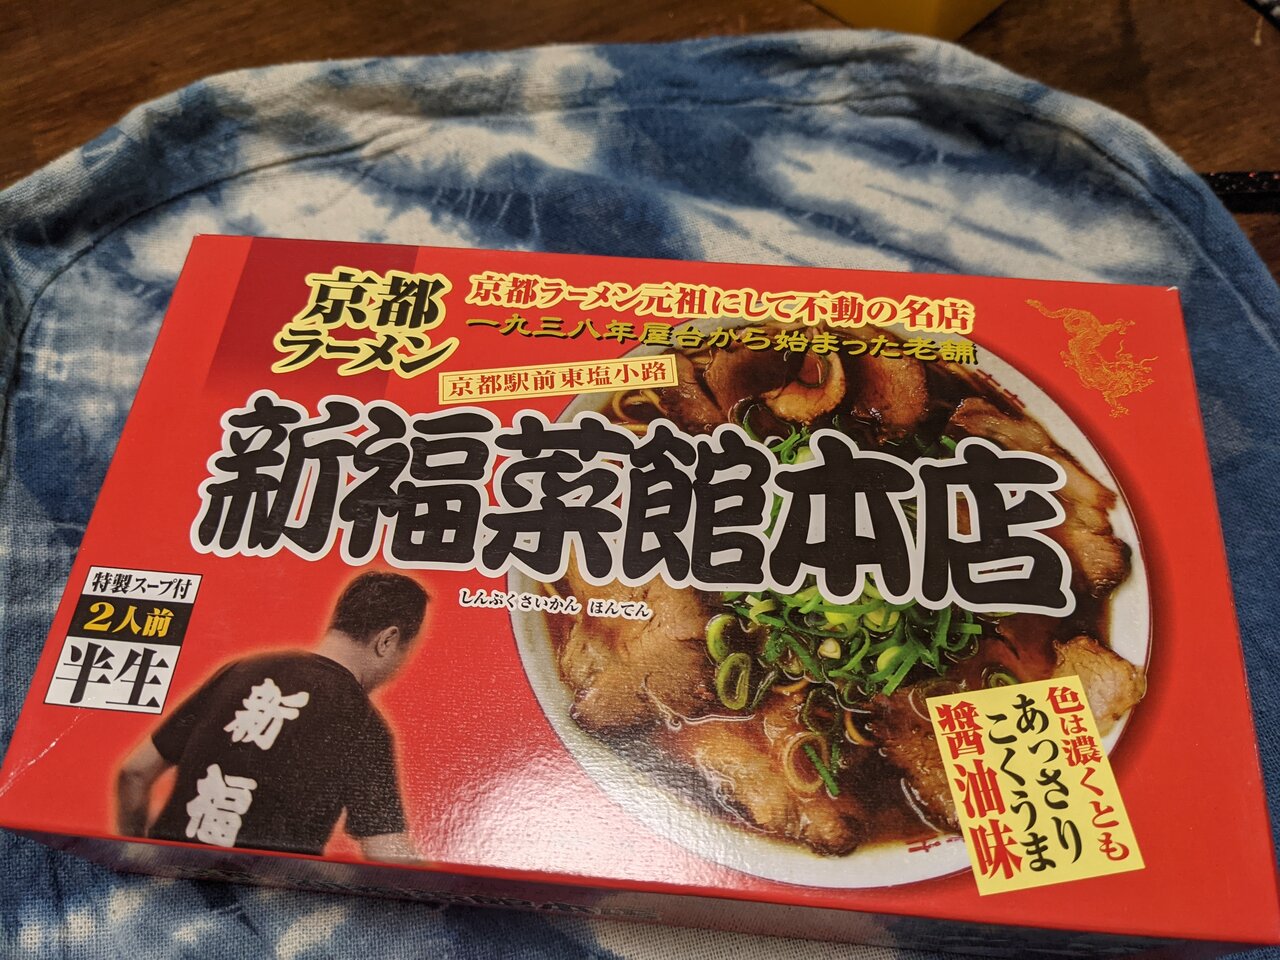 京都
ラーメン
京都ラーメン元祖にして不動の名店
一九三八年屋台から始まった老舗
京都駅前東塩小路
新福菜館本店
しんぷくさいかん ほんてん
特製スープ付
2人前
半生
新
福
色は濃くとも
あっさり
こくうま
醤油味